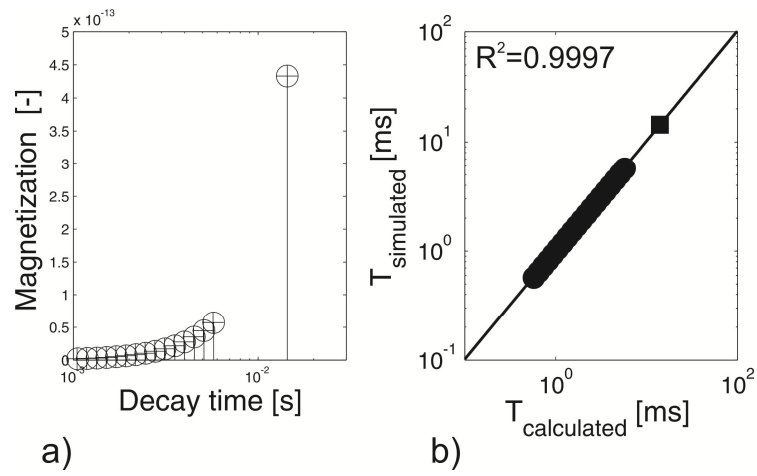 x 10^-13
5
4.5
4
3.5
3
2.5
2
1.5
1
0.5
0
Magnetization [-]
10^-3
10^-2
Decay time [s]
a)
R^2=0.9997
10^2
10^1
10^0
10^-1
T_simulated [ms]
10^0
10^2
T_calculated [ms]
b)